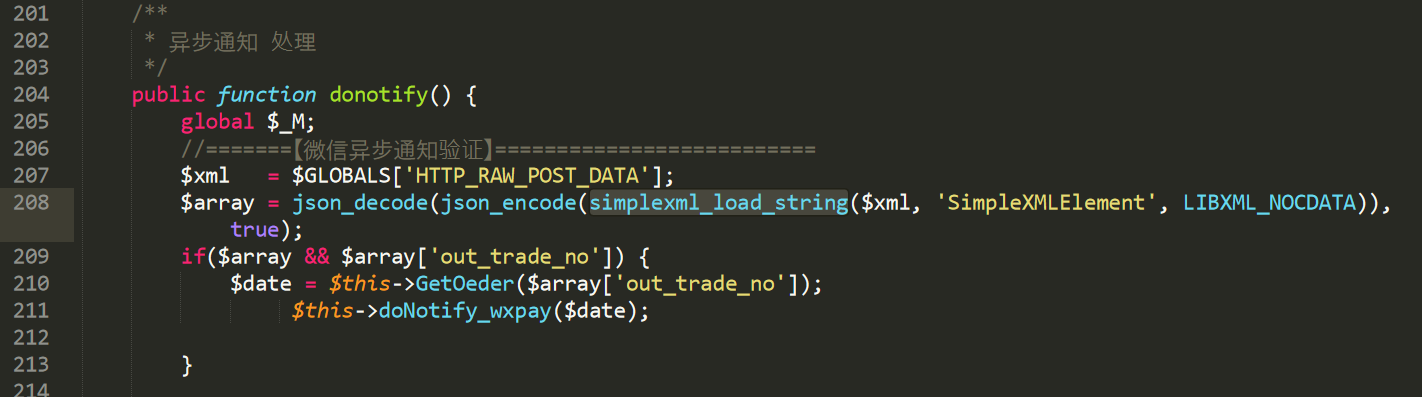 201 /**
202 * 异步通知 处理
203 */
204 public function donotify() {
205 global $_M;
206 //=======【微信异步通知验证】==========================
207 $xml = $GLOBALS['HTTP_RAW_POST_DATA'];
208 $array = json_decode(json_encode(simplexml_load_string($xml, 'SimpleXMLElement', LIBXML_NOCDATA)),
true);
209 if($array && $array['out_trade_no']) {
210 $date = $this->GetOeder($array['out_trade_no']);
211 $this->doNotify_wxpay($date);
212
213 }
214